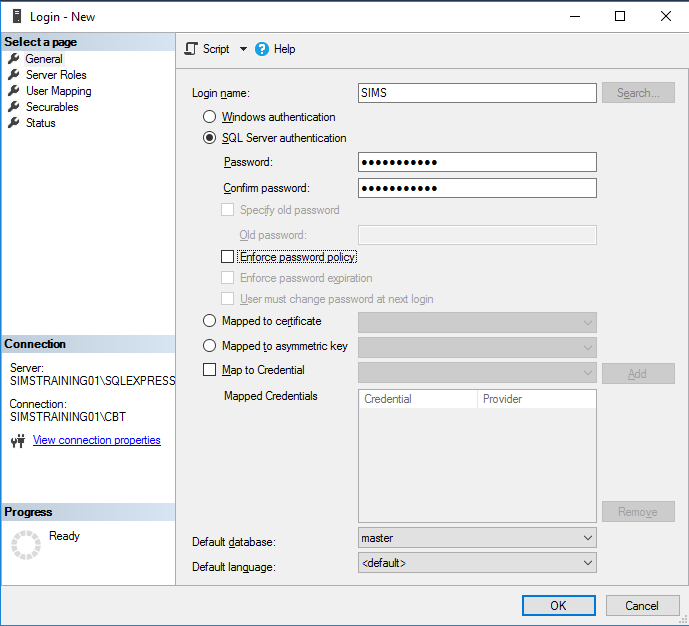 Login - New
Select a page
General
Server Roles
User Mapping
Securables
Status
Connection
Server:
SIMSTRAINING01\SQLEXPRESS
Connection:
SIMSTRAINING01\CBT
View connection properties
Progress
Ready
Script
Help
Login name:
SIMS
Search...
Windows authentication
SQL Server authentication
Password:
●●●●●●●●●●●
Confirm password:
●●●●●●●●●●●
Specify old password
Old password:
Enforce password policy
Enforce password expiration
User must change password at next login
Mapped to certificate
Mapped to asymmetric key
Map to Credential
Add
Mapped Credentials
Credential Provider
Remove
Default database:
master
Default language:
<default>
OK
Cancel